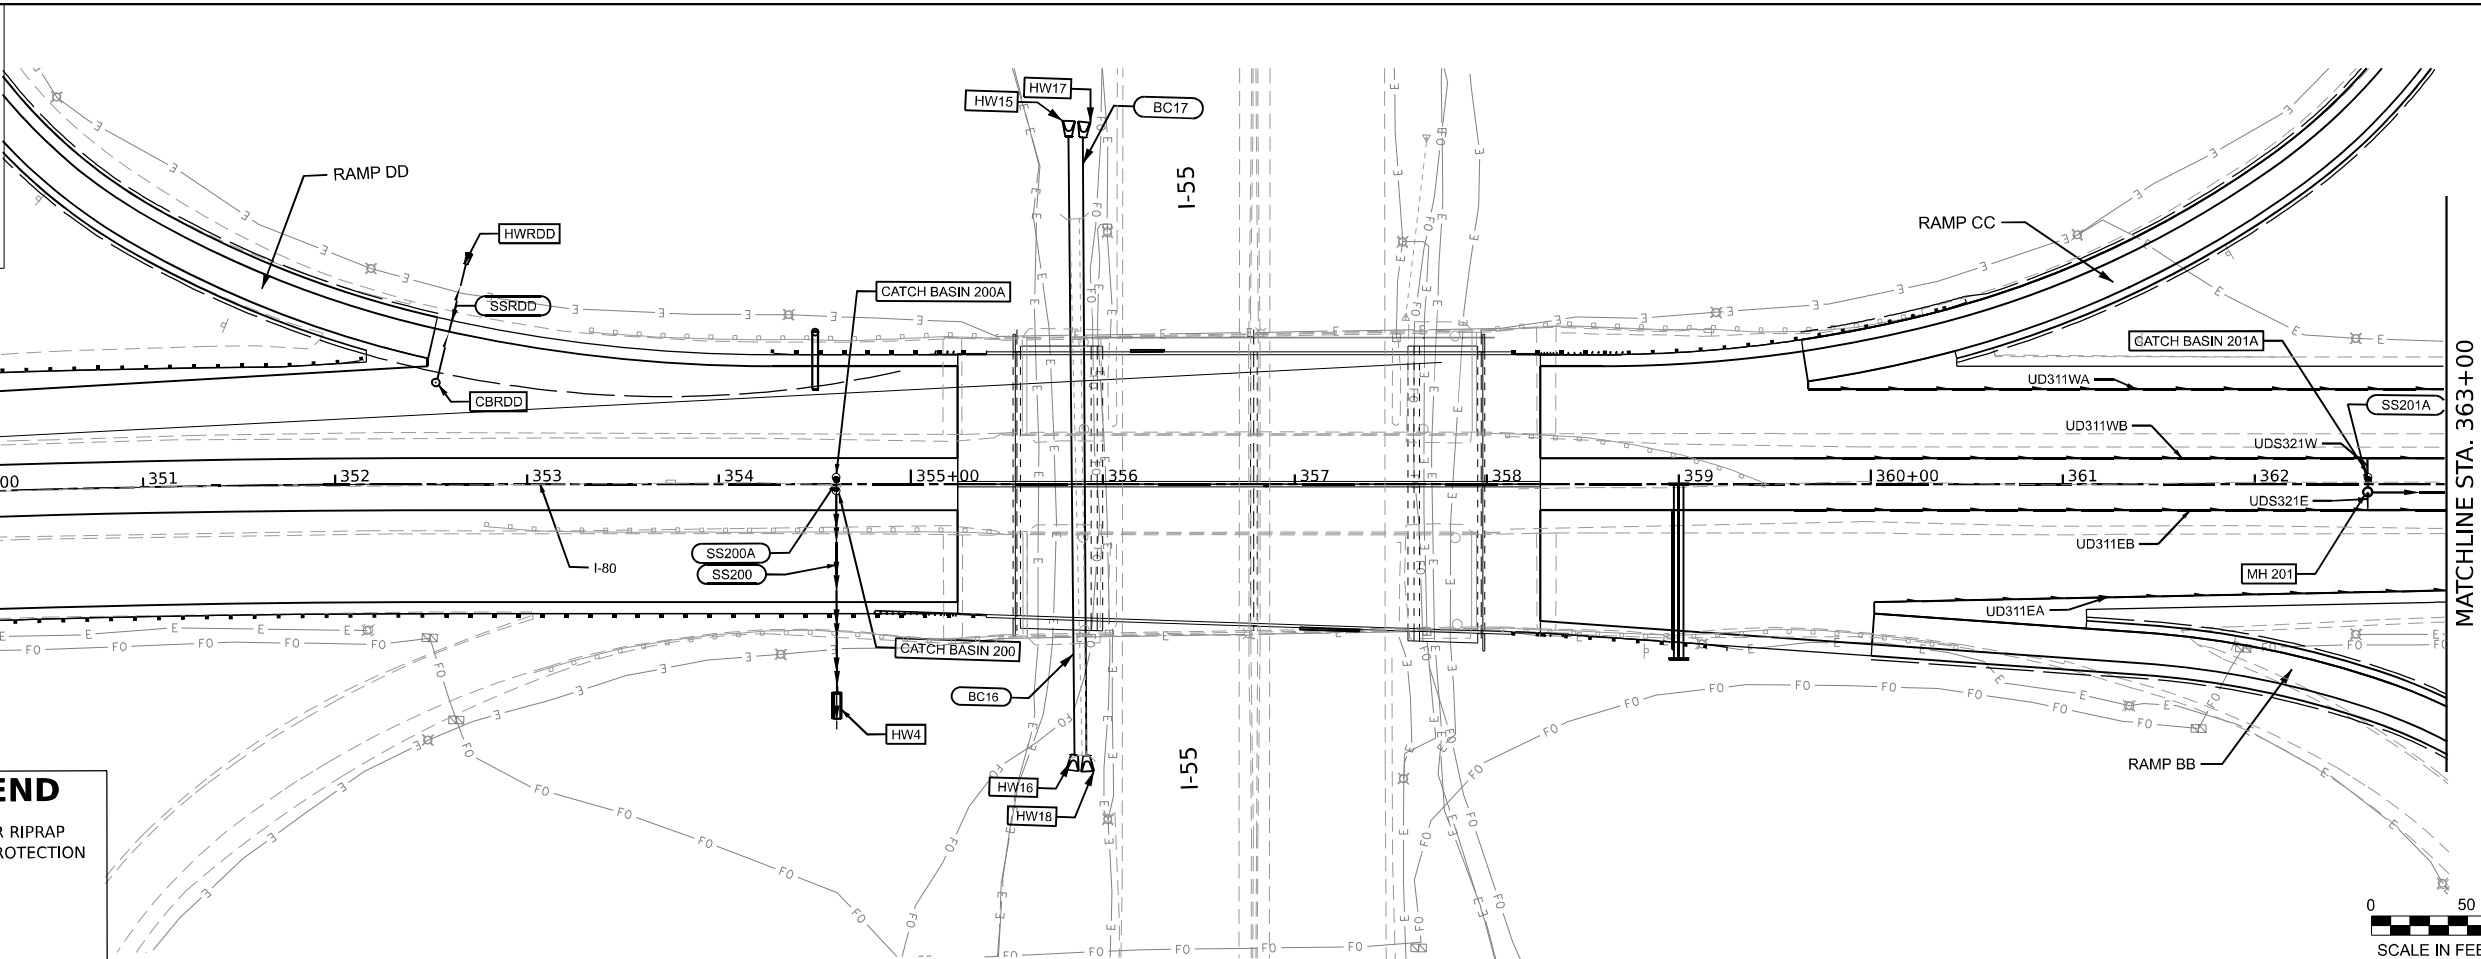 HW17
HW15
BC17
I-55
RAMP DD
HWRDD
RAMP CC
CATCH BASIN 200A
SSRDD
CATCH BASIN 201A
UD311WA
CBRDD
SS201A
UD311WB
UDS321W
00
351
352
353
354
355+00
356
357
358
359
360+00
361
362
UDS321E
MATCHLINE STA. 363+00
UD311EB
SS200A
I-80
SS200
MH 201
UD311EA
CATCH BASIN 200
BC16
HW4
I-55
RAMP BB
HW16
HW18
END
R RIPRAP
ROTECTION
0 50
SCALE IN FEE
E
FO